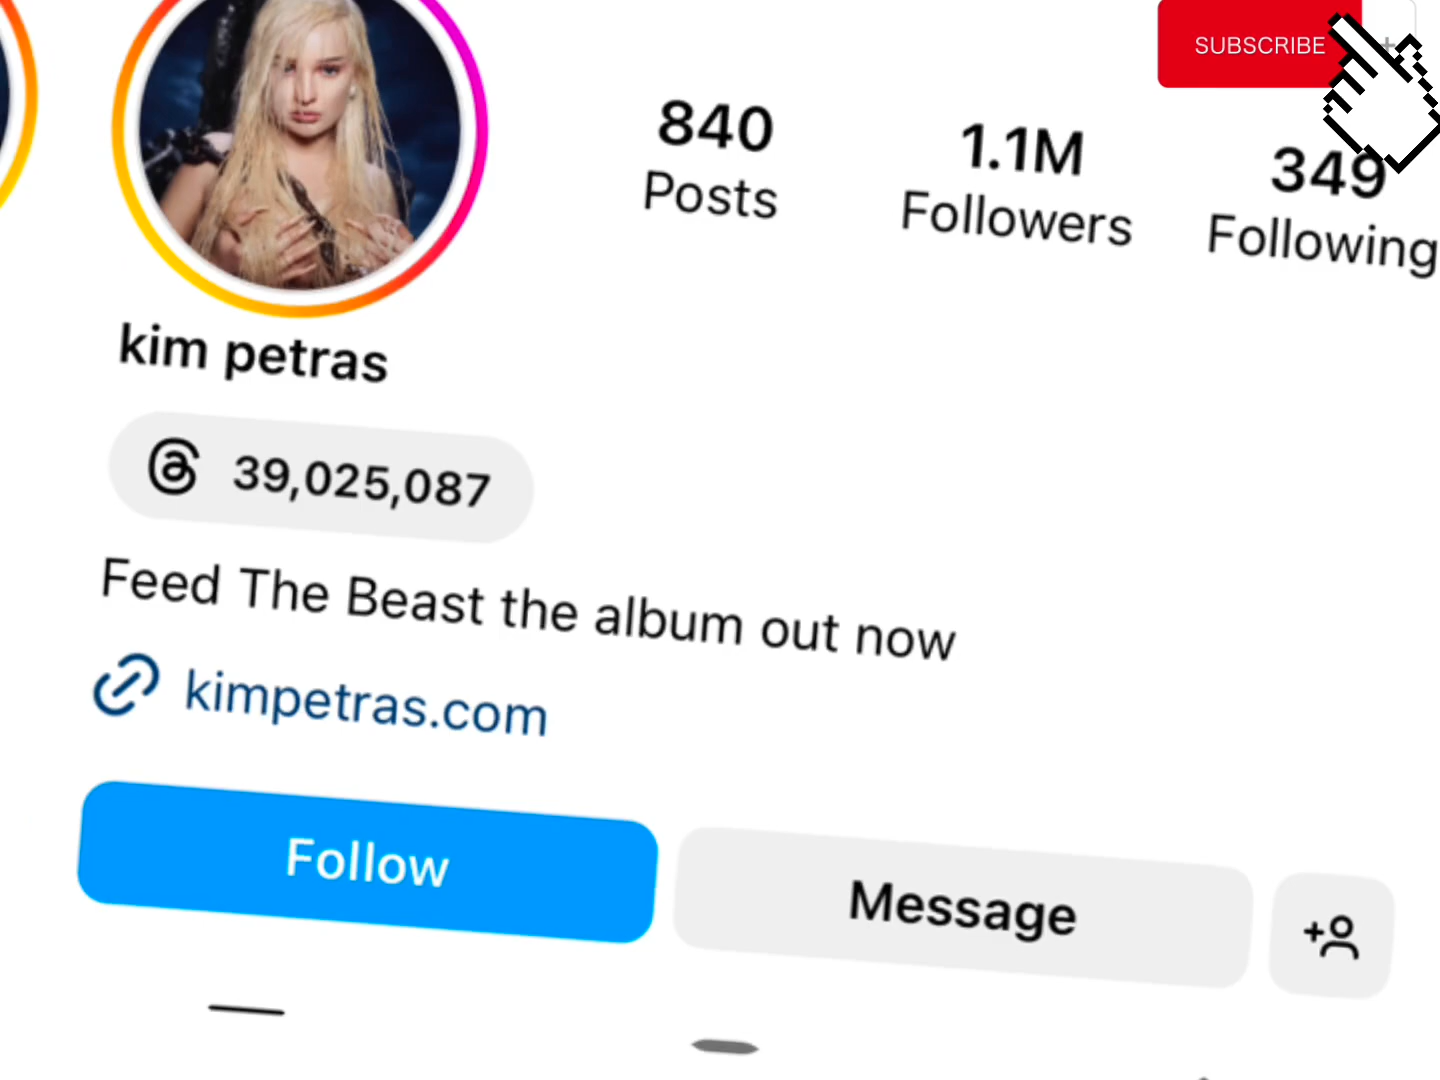 SUBSCRIBE
840 1.1M 349
Posts Followers Following
kim petras
39,025,087
Feed The Beast the album out now
kimpetras.com
Follow Message